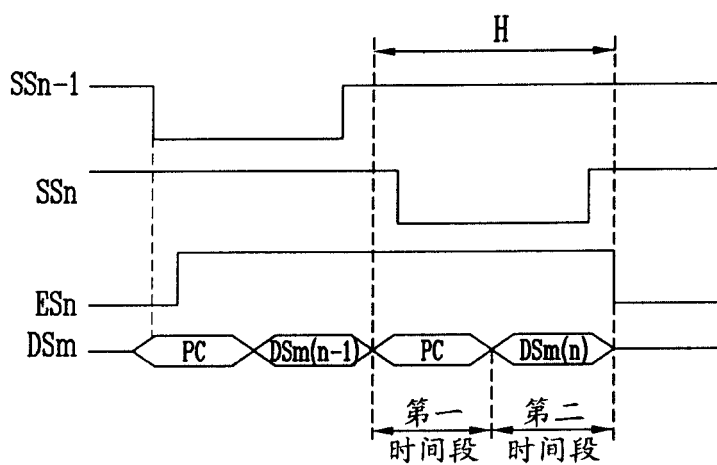 H
SSn-1
SSn
ESn
DSm
PC
DSm(n-1)
PC
DSm(n)
第一
时间段
第二
时间段